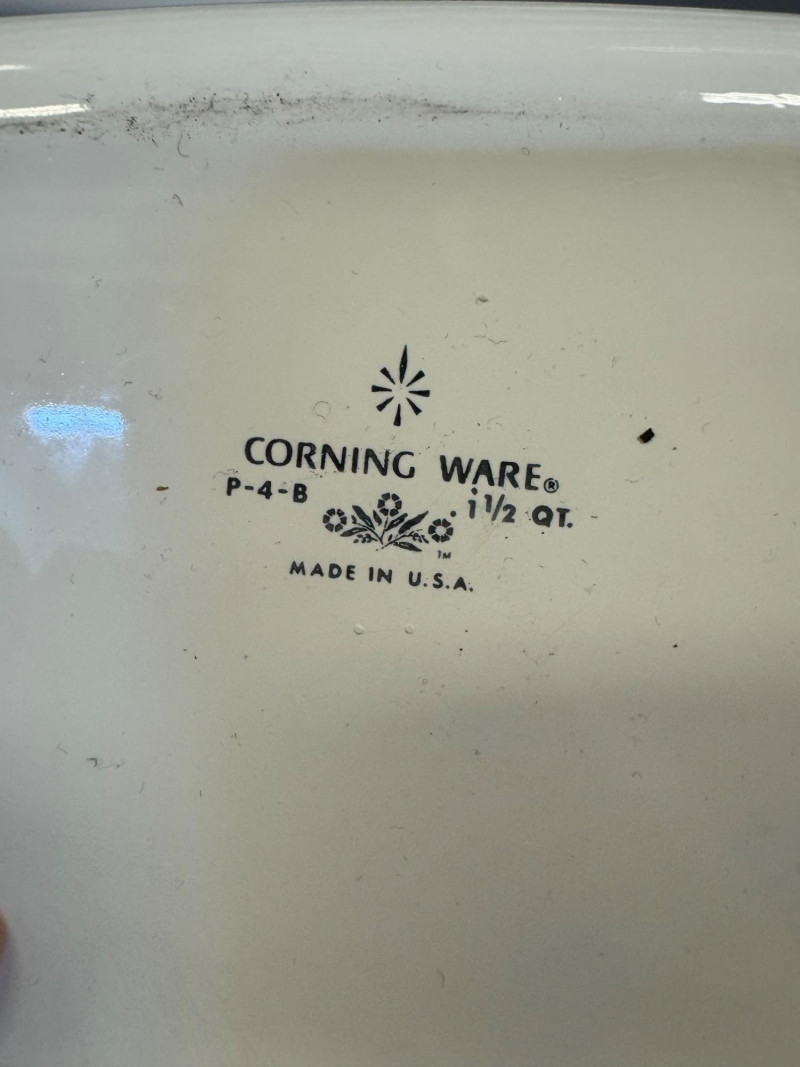 CORNING WARE®
P-4-B 1 1/2 QT.
TM
MADE IN U.S.A.